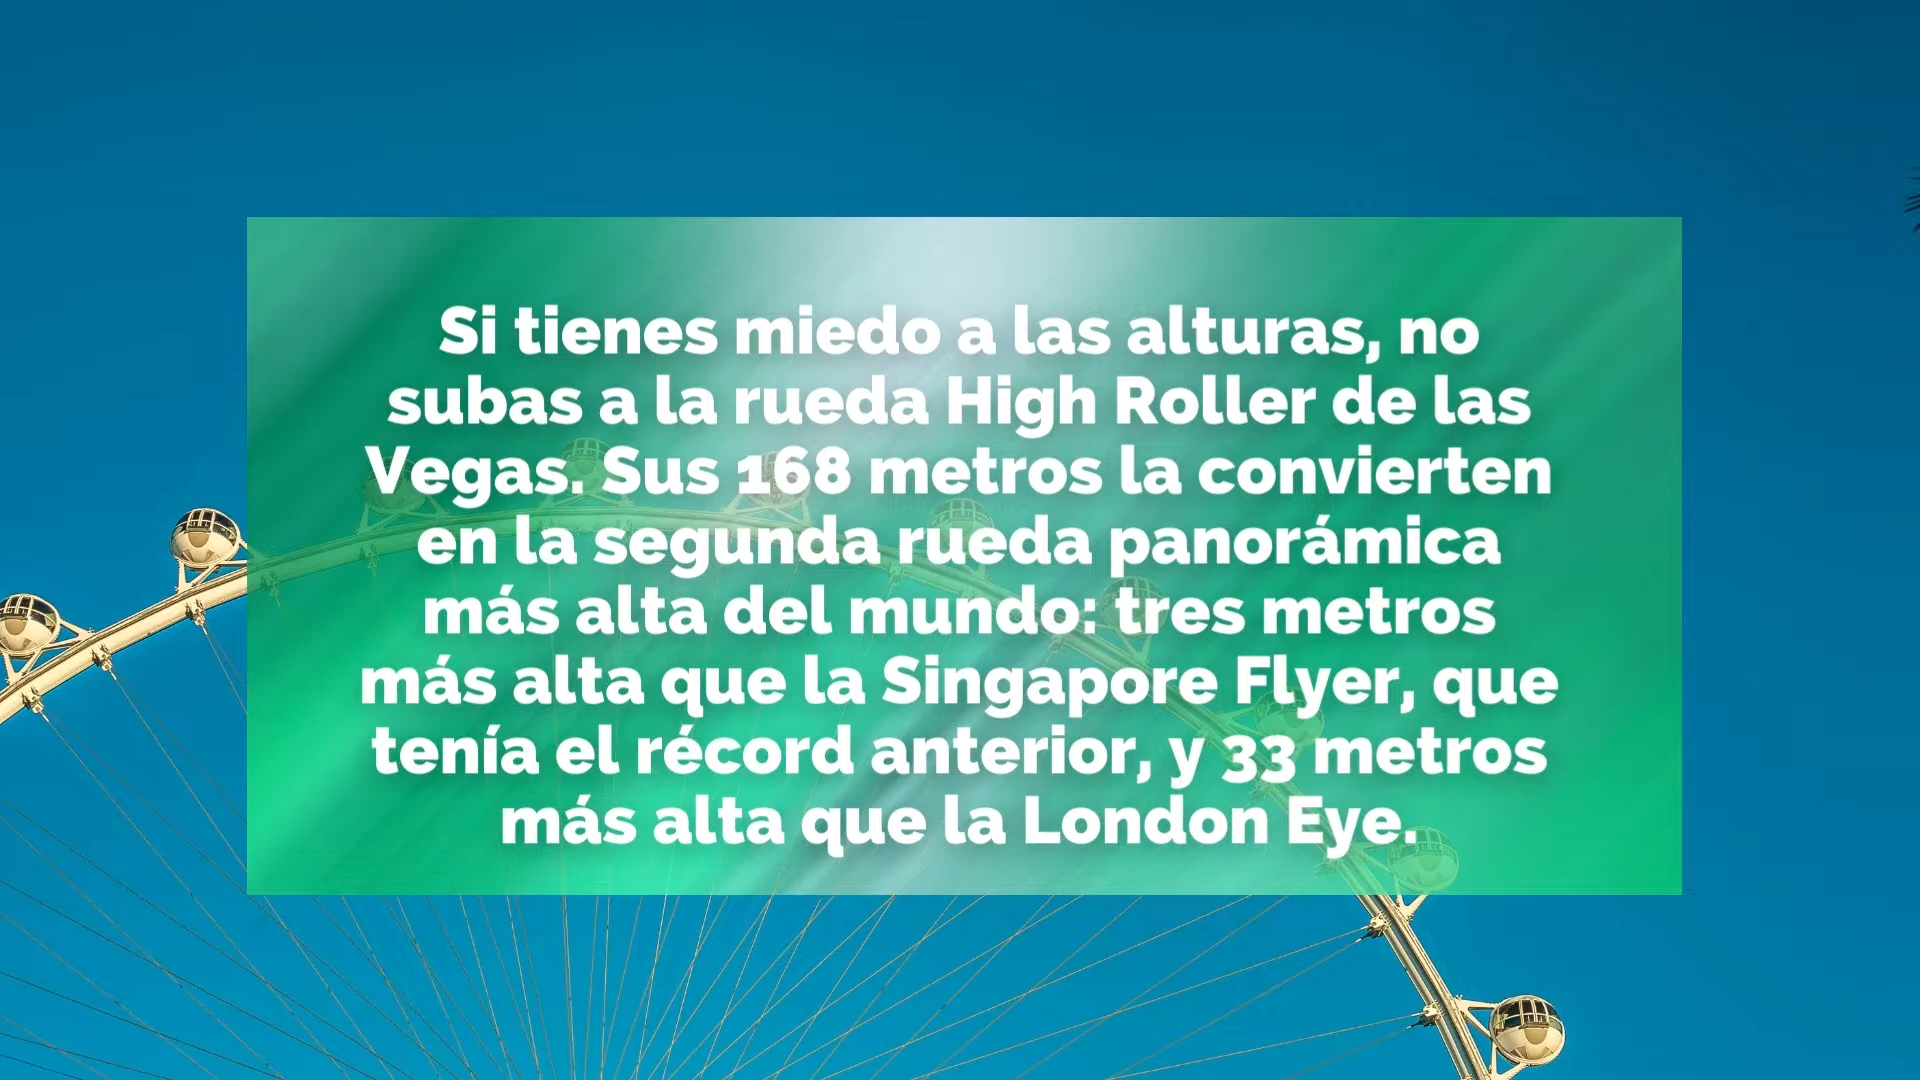 Si tienes miedo a las alturas, no
subas a la rueda High Roller de las
Vegas. Sus 168 metros la convierten
en la segunda rueda panorámica
más alta del mundo: tres metros
más alta que la Singapore Flyer, que
tenía el récord anterior, y 33 metros
más alta que la London Eye.